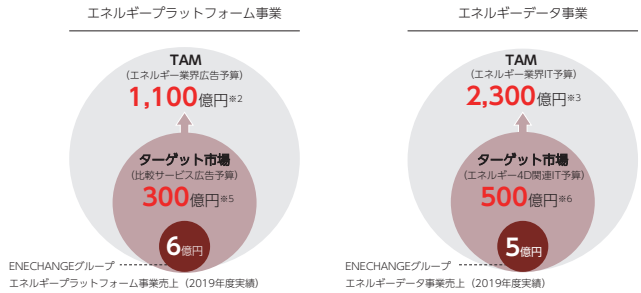 エネルギープラットフォーム事業
TAM
(エネルギー業界広告予算)
1,100億円※2
ターゲット市場
(比較サービス広告予算)
300億円※5
6億円
ENECHANGEグループ
エネルギープラットフォーム事業売上（2019年度実績）
エネルギーデータ事業
TAM
(エネルギー業界IT予算)
2,300億円※3
ターゲット市場
(エネルギー4D関連IT予算)
500億円※6
5億円
ENECHANGEグループ
エネルギーデータ事業売上（2019年度実績）